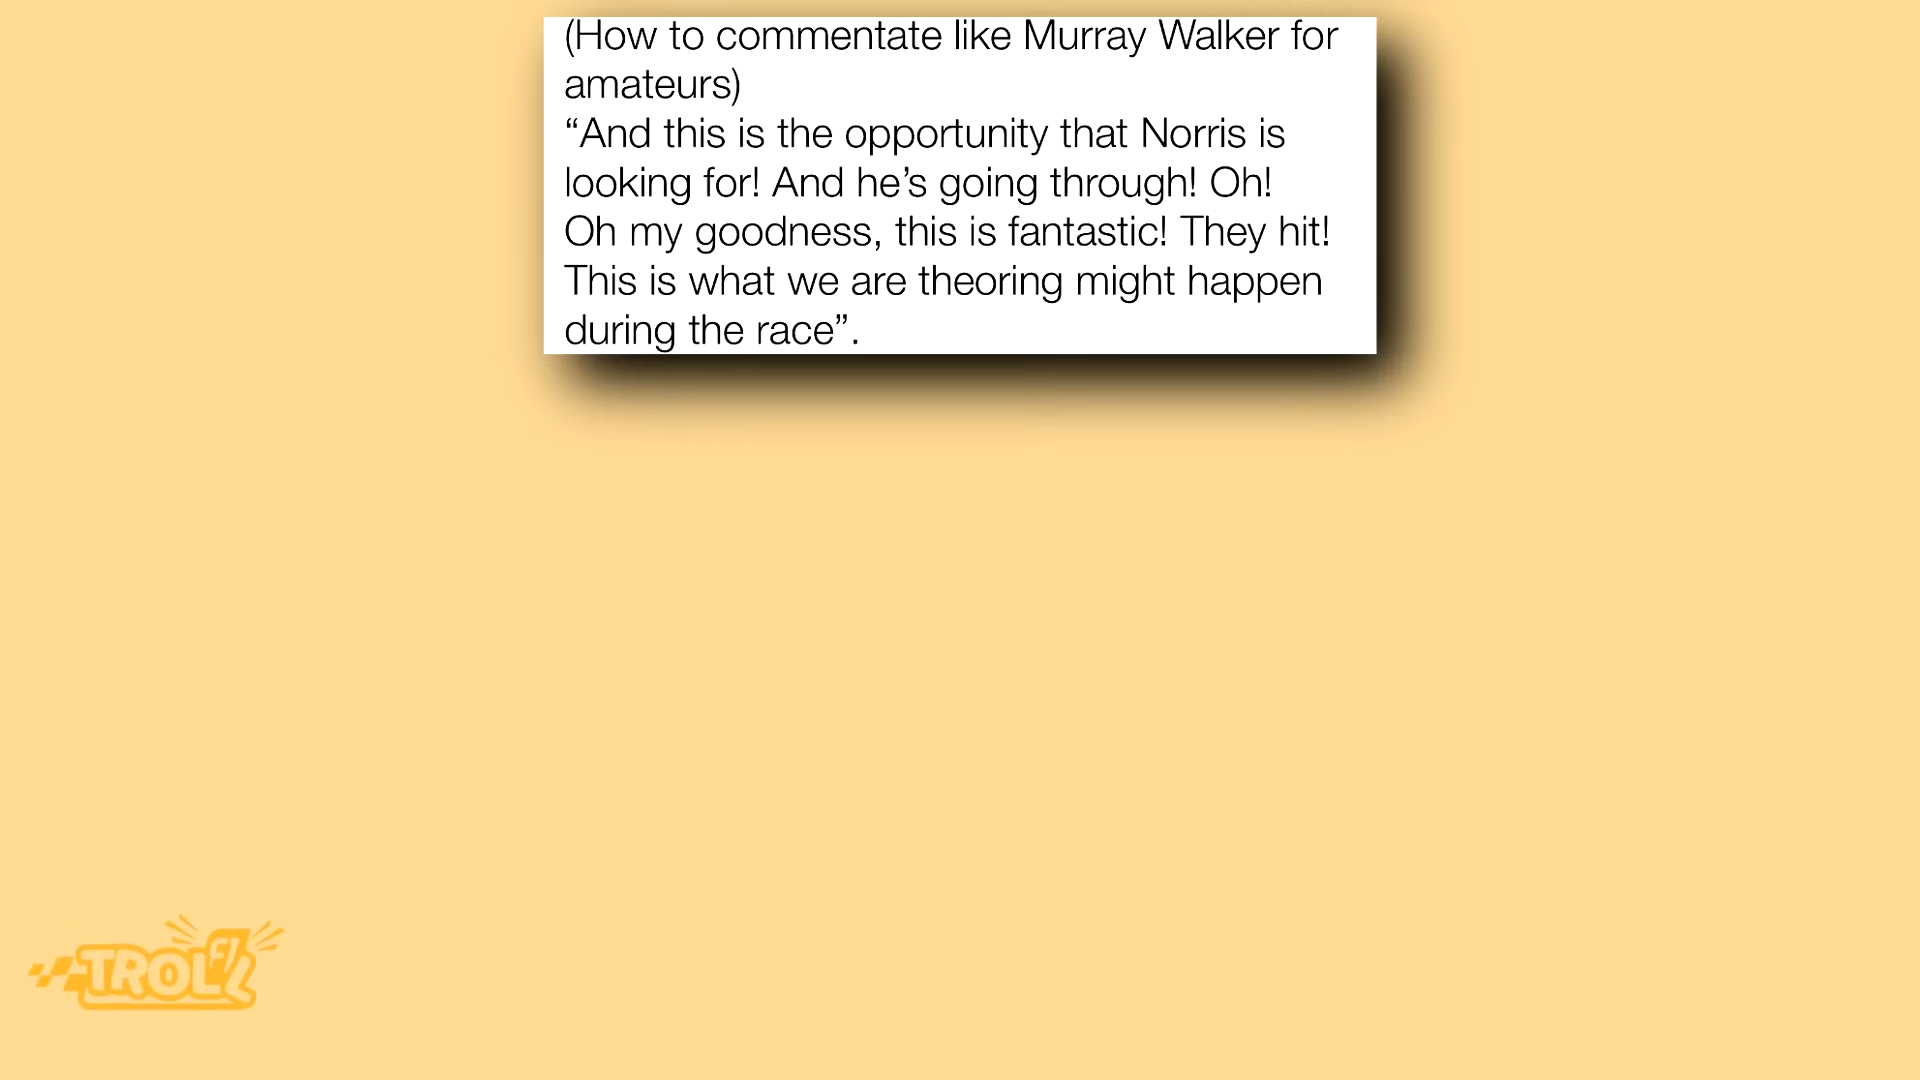 (How to commentate like Murray Walker for
amateurs)
“And this is the opportunity that Norris is
looking for! And he’s going through! Oh!
Oh my goodness, this is fantastic! They hit!
This is what we are theoring might happen
during the race”.
TROLL
F1